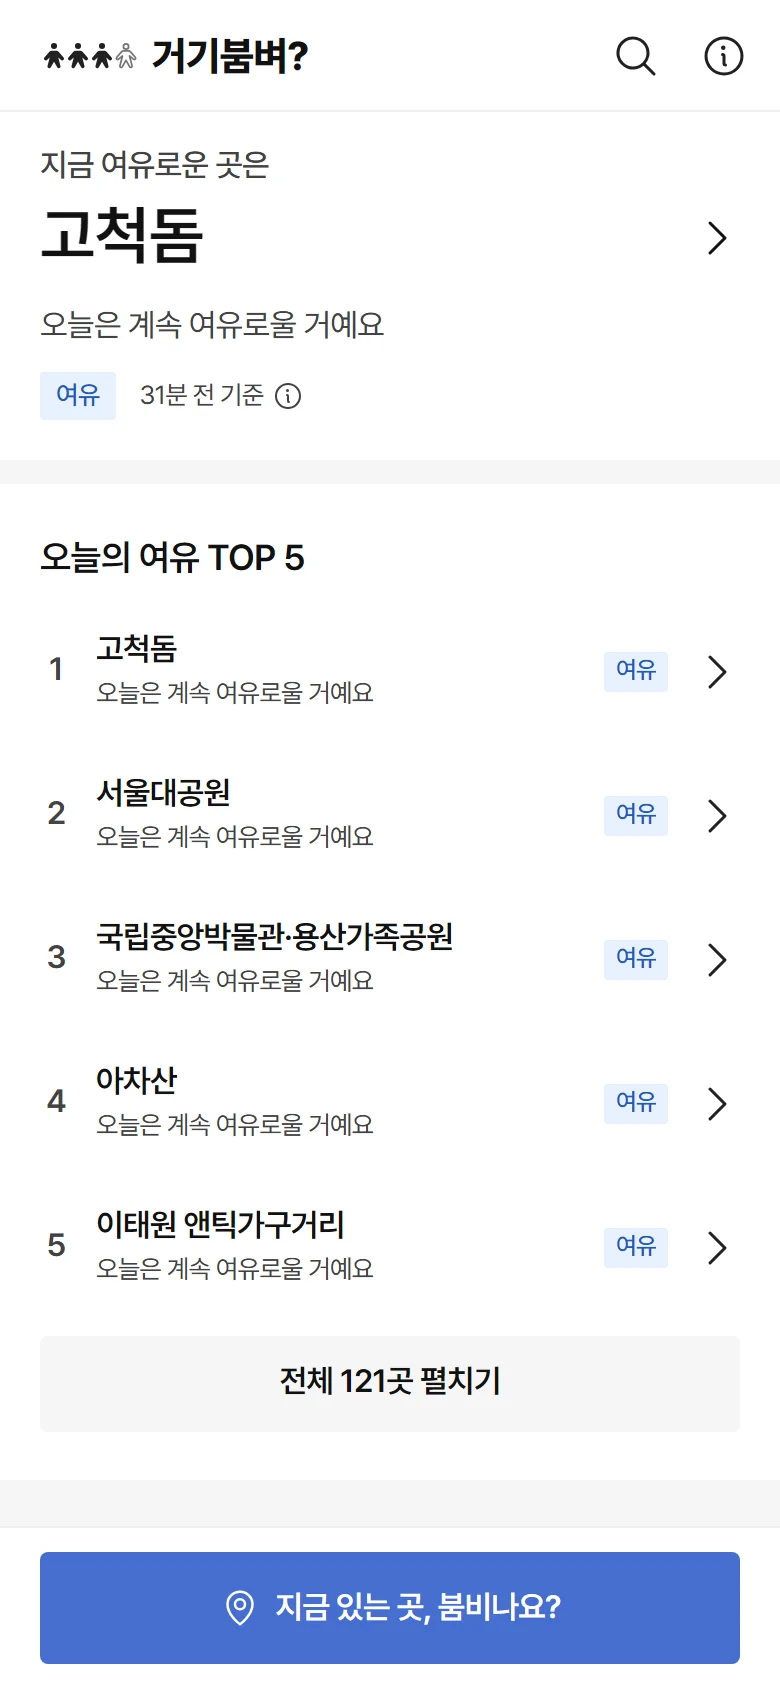 거기붐벼?
지금 여유로운 곳은
고척돔
오늘은 계속 여유로울 거예요
여유 31분 전 기준
오늘의 여유 TOP 5
1 고척돔
오늘은 계속 여유로울 거예요
여유
2 서울대공원
오늘은 계속 여유로울 거예요
여유
3 국립중앙박물관·용산가족공원
오늘은 계속 여유로울 거예요
여유
4 아차산
오늘은 계속 여유로울 거예요
여유
5 이태원 앤틱가구거리
오늘은 계속 여유로울 거예요
여유
전체 121곳 펼치기
지금 있는 곳, 붐비나요?